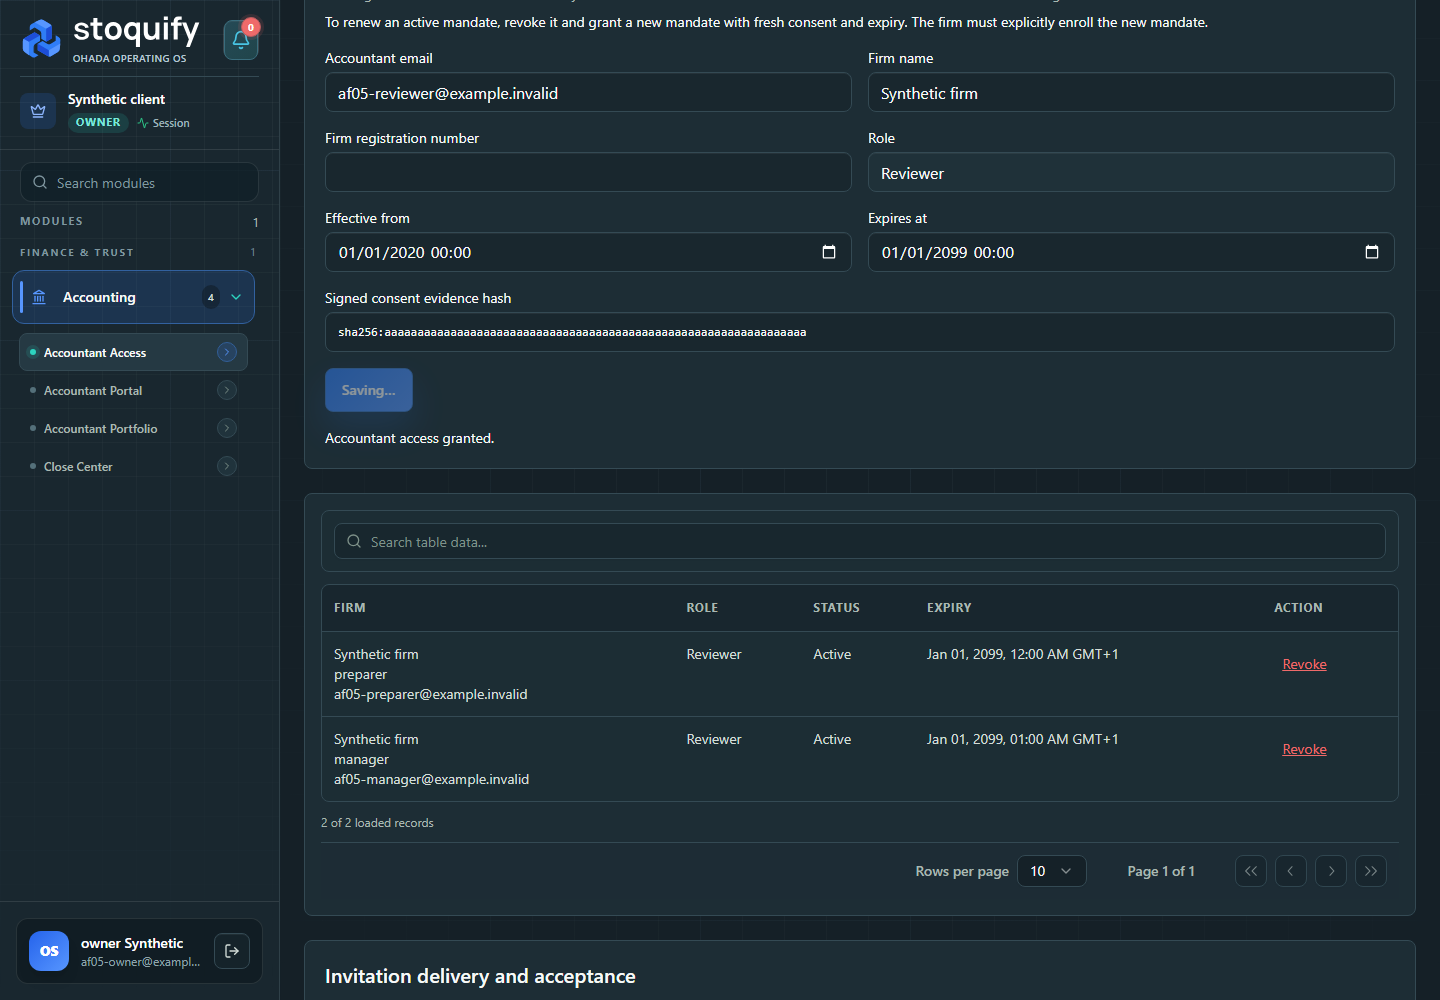 stoquify
OHADA OPERATING OS
0
Synthetic client
OWNER
Session
Search modules
MODULES
1
FINANCE & TRUST
1
Accounting
4
Accountant Access
Accountant Portal
Accountant Portfolio
Close Center
OS
owner Synthetic
af05-owner@exampl...
To renew an active mandate, revoke it and grant a new mandate with fresh consent and expiry. The firm must explicitly enroll the new mandate.
Accountant email
Firm name
af05-reviewer@example.invalid
Synthetic firm
Firm registration number
Role
Reviewer
Effective from
Expires at
01/01/2020 00:00
01/01/2099 00:00
Signed consent evidence hash
sha256:aaaaaaaaaaaaaaaaaaaaaaaaaaaaaaaaaaaaaaaaaaaaaaaaaaaaaaaaaaaaaaaa
Saving...
Accountant access granted.
Search table data...
FIRM ROLE STATUS EXPIRY ACTION
Synthetic firm Reviewer Active Jan 01, 2099, 12:00 AM GMT+1 Revoke
preparer
af05-preparer@example.invalid
Synthetic firm Reviewer Active Jan 01, 2099, 01:00 AM GMT+1 Revoke
manager
af05-manager@example.invalid
2 of 2 loaded records
Rows per page 10 Page 1 of 1
Invitation delivery and acceptance